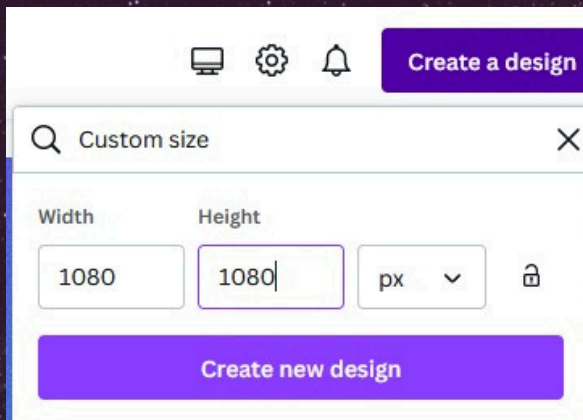 Create a design
Custom size
Width Height
1080 1080 px
Create new design